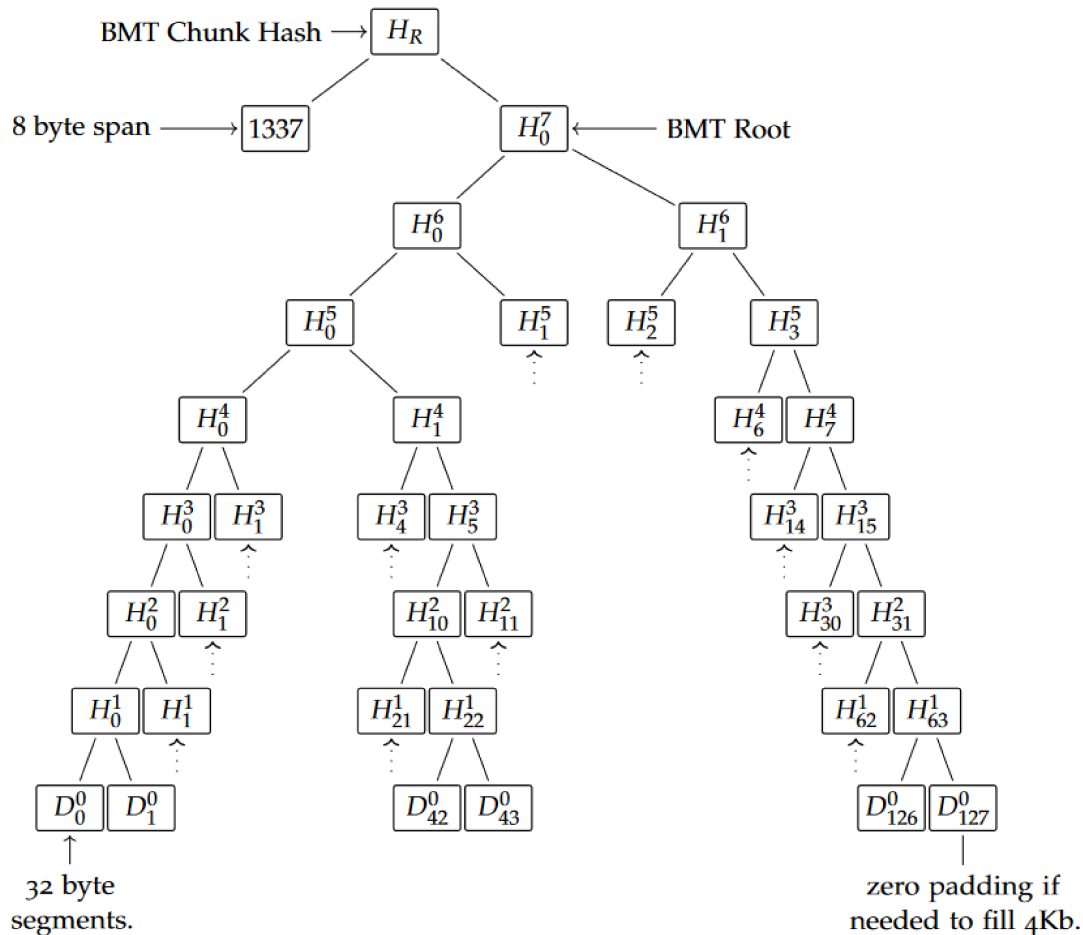 BMT Chunk Hash H_R
8 byte span 1337 H_0^7 BMT Root
H_0^6 H_1^6
H_0^5 H_1^5 H_2^5 H_3^5
H_0^4 H_1^4 H_6^4 H_7^4
H_0^3 H_1^3 H_4^3 H_5^3 H_14^3 H_15^3
H_0^2 H_1^2 H_10^2 H_11^2 H_30^3 H_31^2
H_0^1 H_1^1 H_21^1 H_22^1 H_62^1 H_63^1
D_0^0 D_1^0 D_42^0 D_43^0 D_126^0 D_127^0
32 byte
segments.
zero padding if
needed to fill 4Kb.